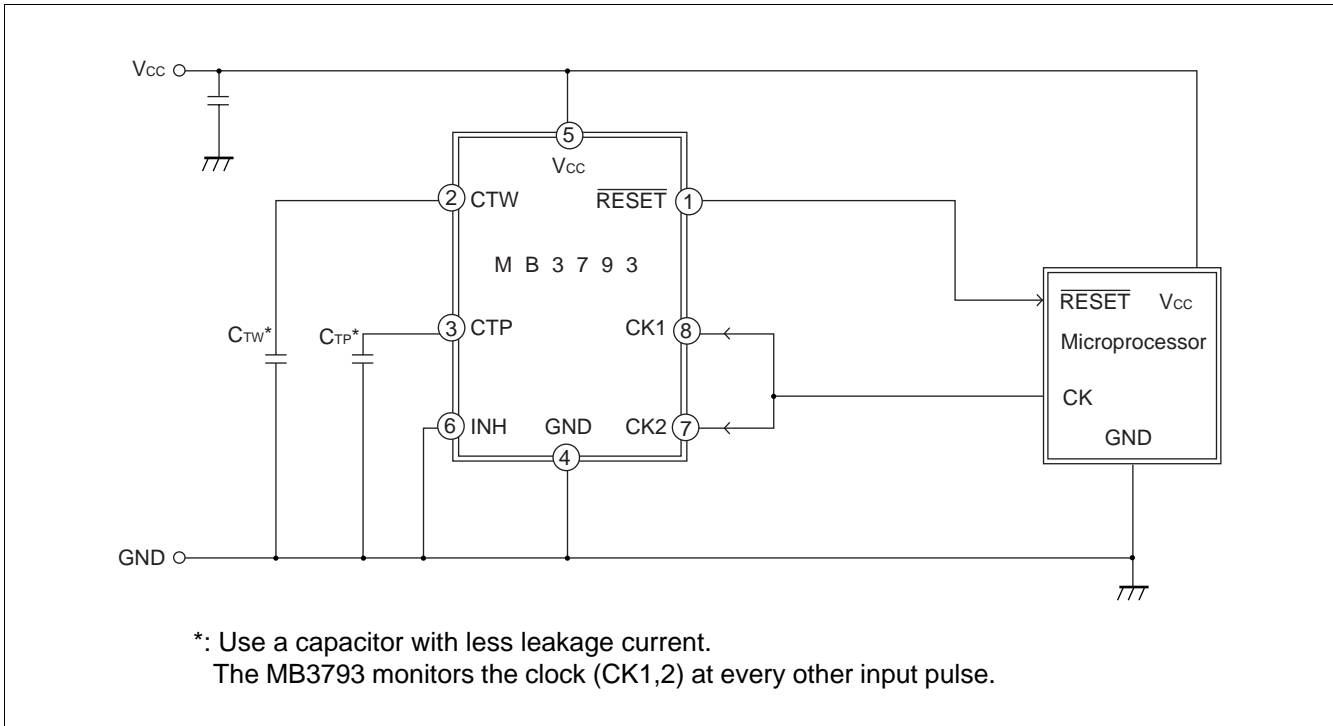 Vcc
5
Vcc
2 CTW RESET 1
M B 3 7 9 3
RESET Vcc
Microprocessor
CK
GND
CTW*
CTP*
3 CTP CK1 8
6 INH GND CK2 7
4
GND
*: Use a capacitor with less leakage current.
The MB3793 monitors the clock (CK1,2) at every other input pulse.